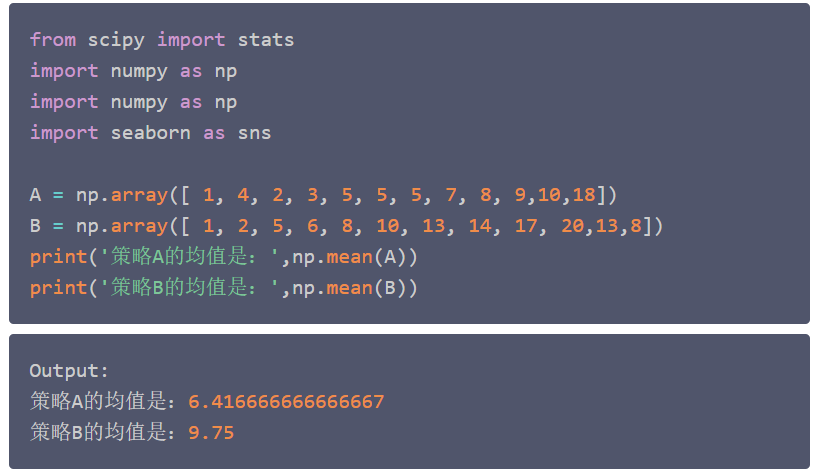 from scipy import stats
import numpy as np
import numpy as np
import seaborn as sns
A = np.array([ 1, 4, 2, 3, 5, 5, 5, 7, 8, 9,10,18])
B = np.array([ 1, 2, 5, 6, 8, 10, 13, 14, 17, 20,13,8])
print('策略A的均值是：',np.mean(A))
print('策略B的均值是：',np.mean(B))
Output:
策略A的均值是：6.416666666666667
策略B的均值是：9.75